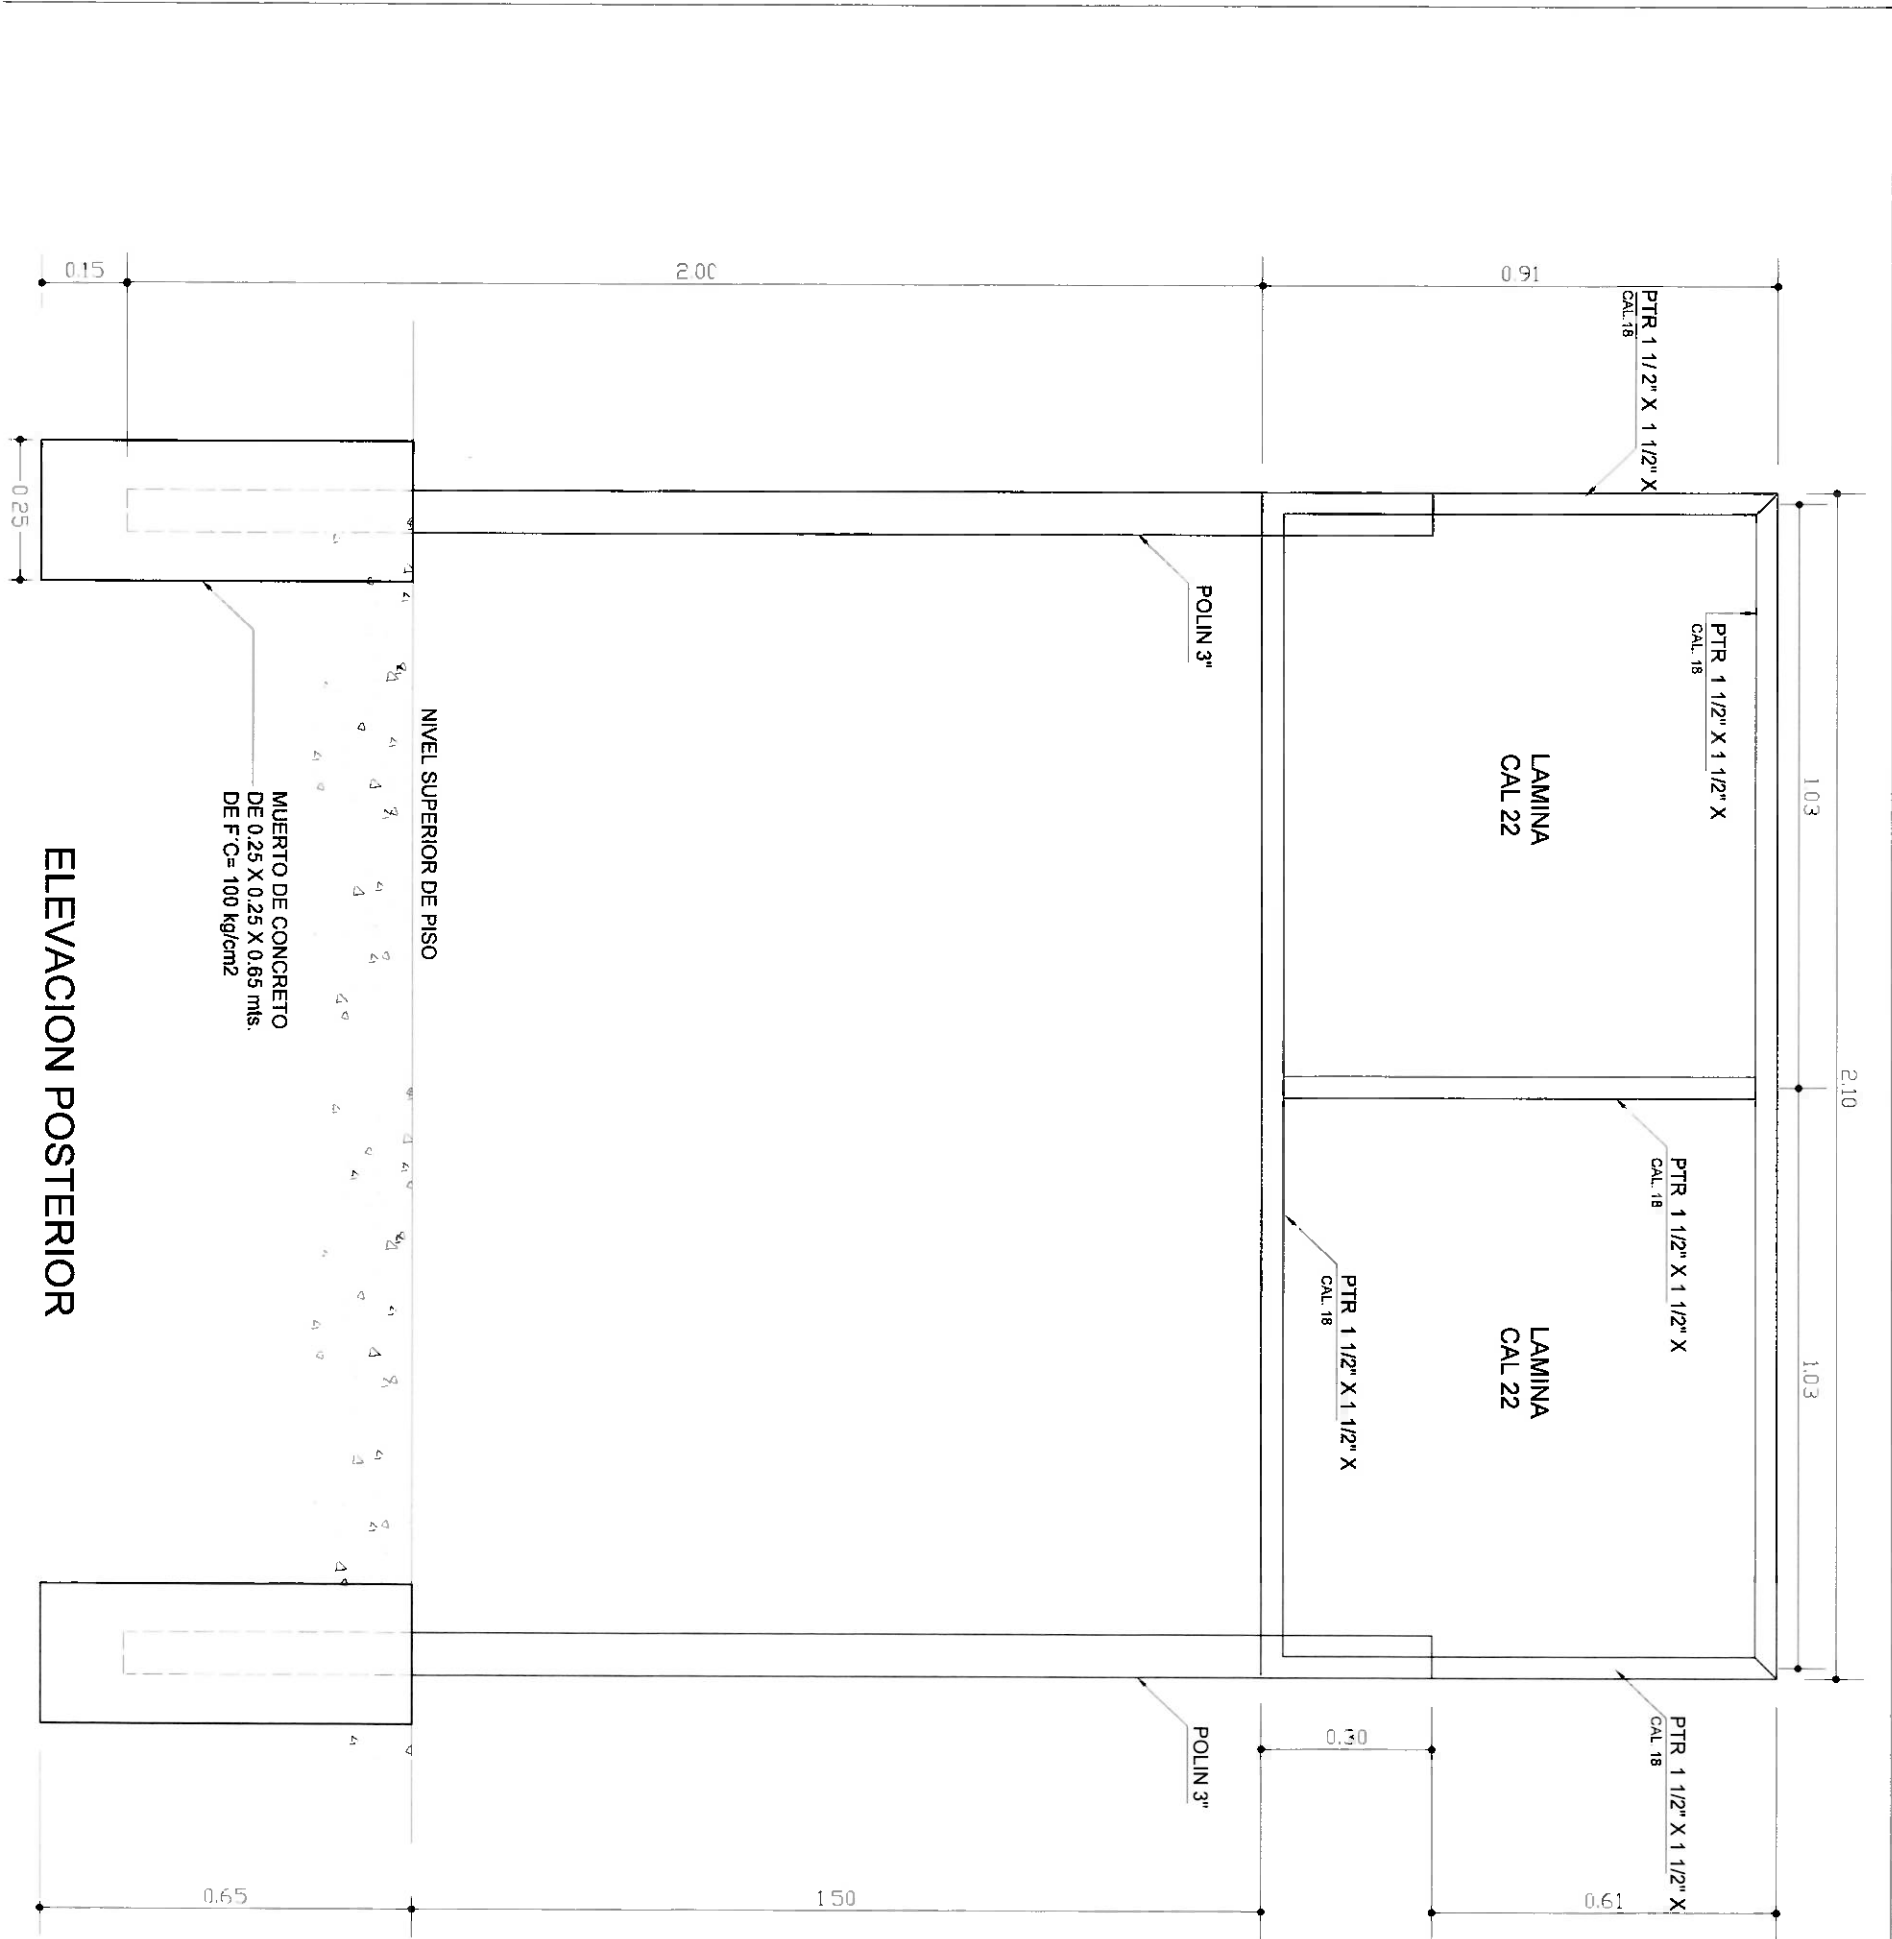 2.10
1.03
1.03
PTR 1 1/2" X 1 1/2" X
CAL.18
PTR 1 1/2" X 1 1/2" X
CAL. 18
PTR 1 1/2" X 1 1/2" X
CAL. 18
PTR 1 1/2" X 1 1/2" X
CAL 18
0.91
LAMINA
CAL 22
LAMINA
CAL 22
0.61
PTR 1 1/2" X 1 1/2" X
CAL. 18
0.30
POLIN 3"
POLIN 3"
2.00
1.50
NIVEL SUPERIOR DE PISO
MUERTO DE CONCRETO
DE 0.25 X 0.25 X 0.65 mts.
DE F'C= 100 kg/cm2
0.15
0.65
0.25
ELEVACION POSTERIOR